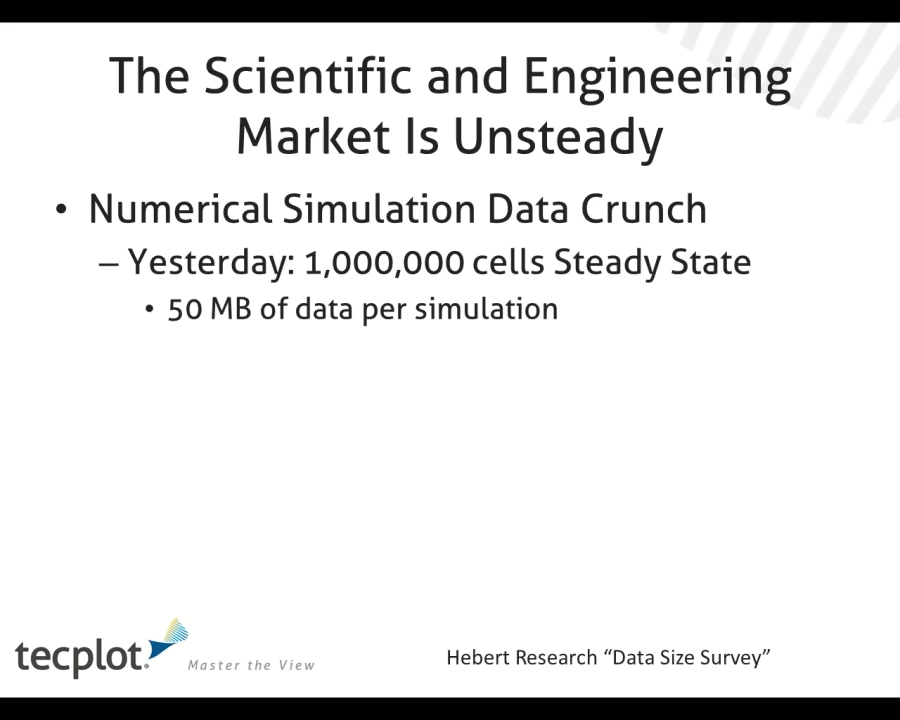 The Scientific and Engineering
Market Is Unsteady
• Numerical Simulation Data Crunch
– Yesterday: 1,000,000 cells Steady State
• 50 MB of data per simulation
tecplot.® Master the View
Hebert Research “Data Size Survey”